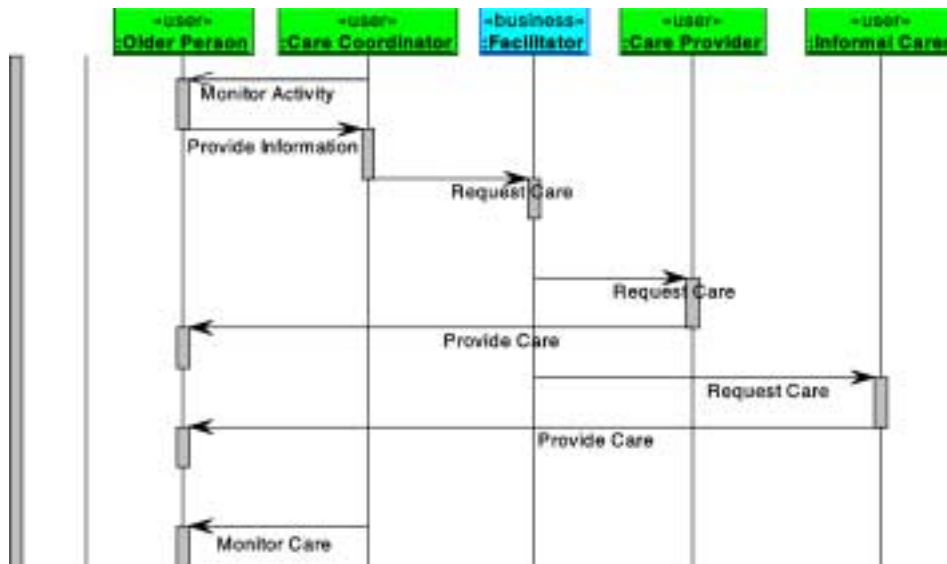 «user»
:Older Person
«user»
:Care Coordinator
«business»
:Facilitator
«user»
:Care Provider
«user»
:Informal Care
Monitor Activity
Provide Information
Request Care
Request Care
Provide Care
Request Care
Provide Care
Monitor Care